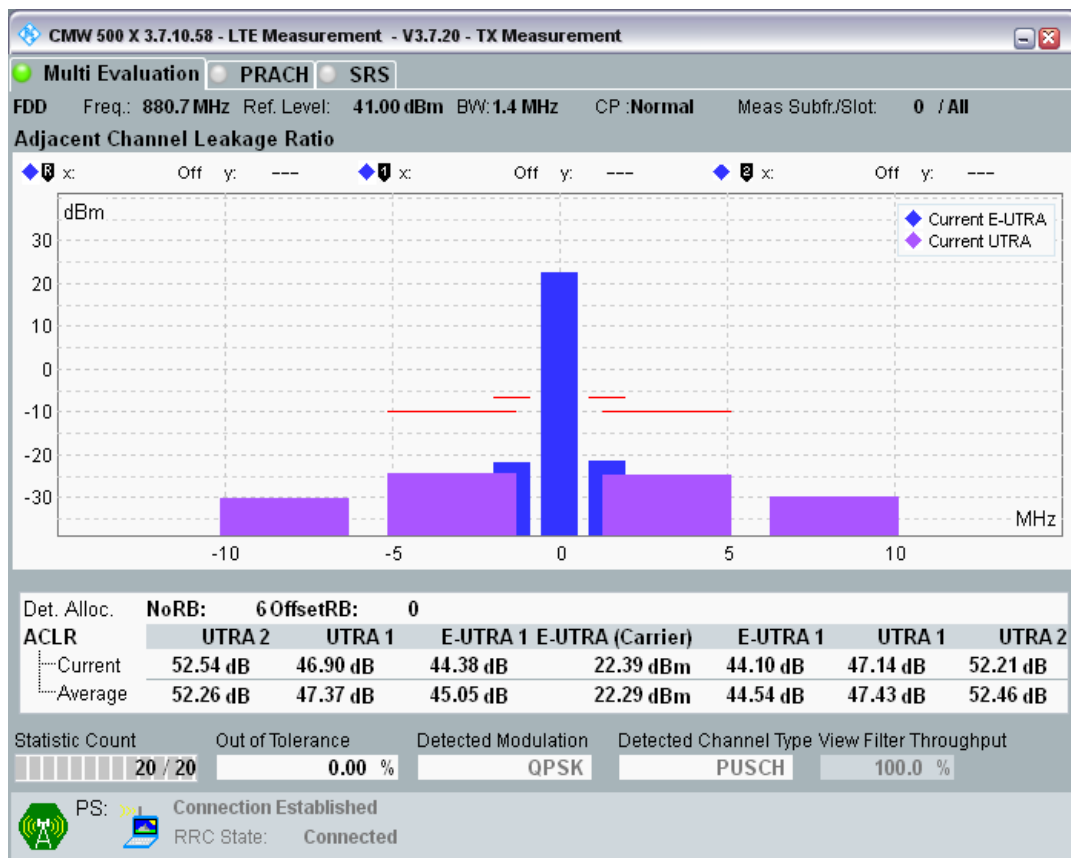 CMW 500 X 3.7.10.58 - LTE Measurement - V3.7.20 - TX Measurement
Multi Evaluation PRACH SRS
FDD Freq.: 880.7 MHz Ref. Level: 41.00 dBm BW: 1.4 MHz CP :Normal Meas Subfr./Slot: 0 / All
Adjacent Channel Leakage Ratio
R x: Off y: --- 1 x: Off y: --- 2 x: Off y: ---
dBm
Current E-UTRA
Current UTRA
30
20
10
0
-10
-20
-30
MHz
-10 -5 0 5 10
Det. Alloc. NoRB: 6 OffsetRB: 0
ACLR UTRA 2 UTRA 1 E-UTRA 1 E-UTRA (Carrier) E-UTRA 1 UTRA 1 UTRA 2
Current 52.54 dB 46.90 dB 44.38 dB 22.39 dBm 44.10 dB 47.14 dB 52.21 dB
Average 52.26 dB 47.37 dB 45.05 dB 22.29 dBm 44.54 dB 47.43 dB 52.46 dB
Statistic Count Out of Tolerance Detected Modulation Detected Channel Type View Filter Throughput
20 / 20 0.00 % QPSK PUSCH 100.0 %
PS: Connection Established
RRC State: Connected